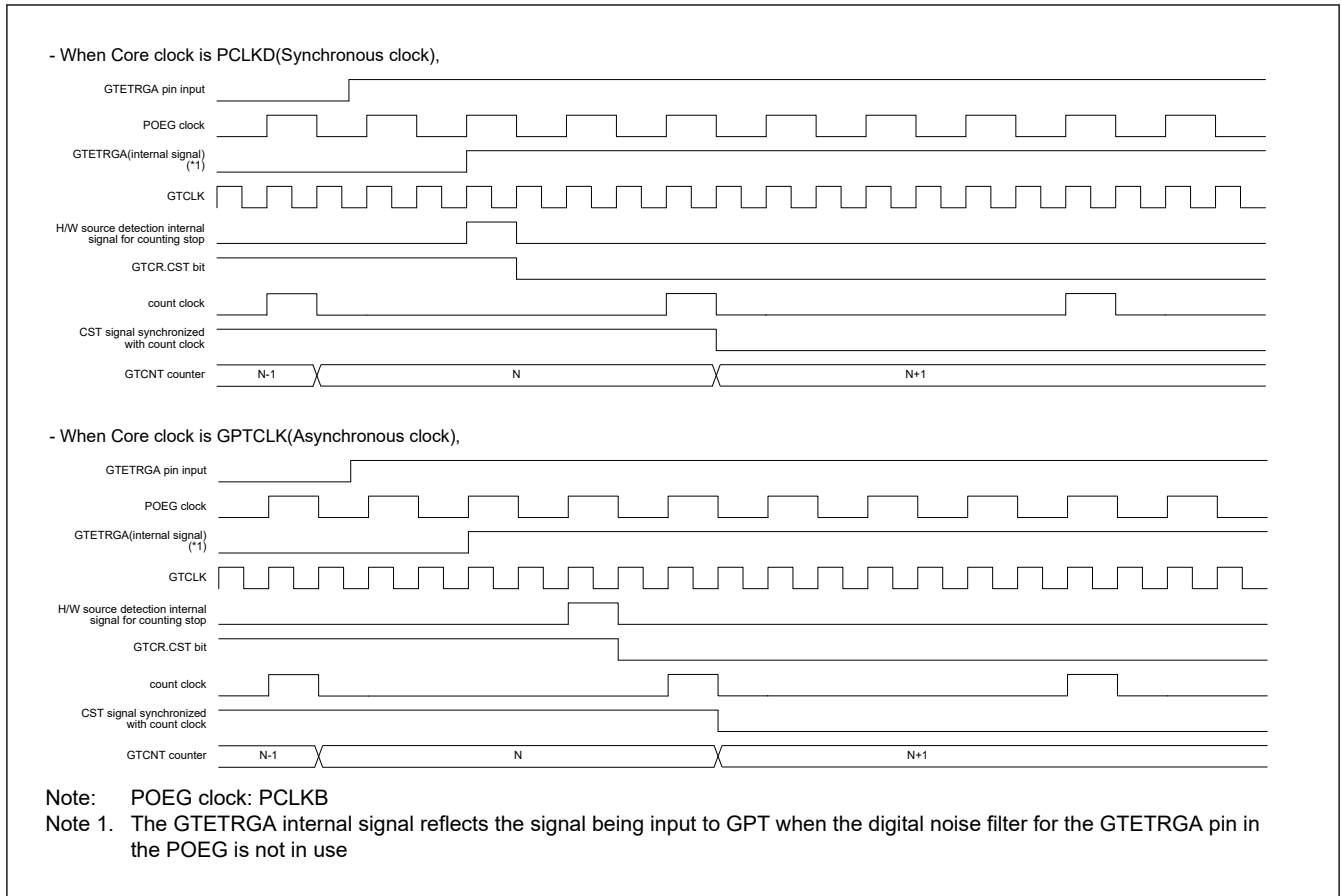 - When Core clock is PCLKD(Synchronous clock),
GTETRGA pin input
POEG clock
GTETRGA(internal signal)
(*1)
GTCLK
H/W source detection internal
signal for counting stop
GTCR.CST bit
count clock
CST signal synchronized
with count clock
GTCNT counter
N-1
N
N+1
- When Core clock is GPTCLK(Asynchronous clock),
GTETRGA pin input
POEG clock
GTETRGA(internal signal)
(*1)
GTCLK
H/W source detection internal
signal for counting stop
GTCR.CST bit
count clock
CST signal synchronized
with count clock
GTCNT counter
N-1
N
N+1
Note: POEG clock: PCLKB
Note 1. The GTETRGA internal signal reflects the signal being input to GPT when the digital noise filter for the GTETRGA pin in
the POEG is not in use